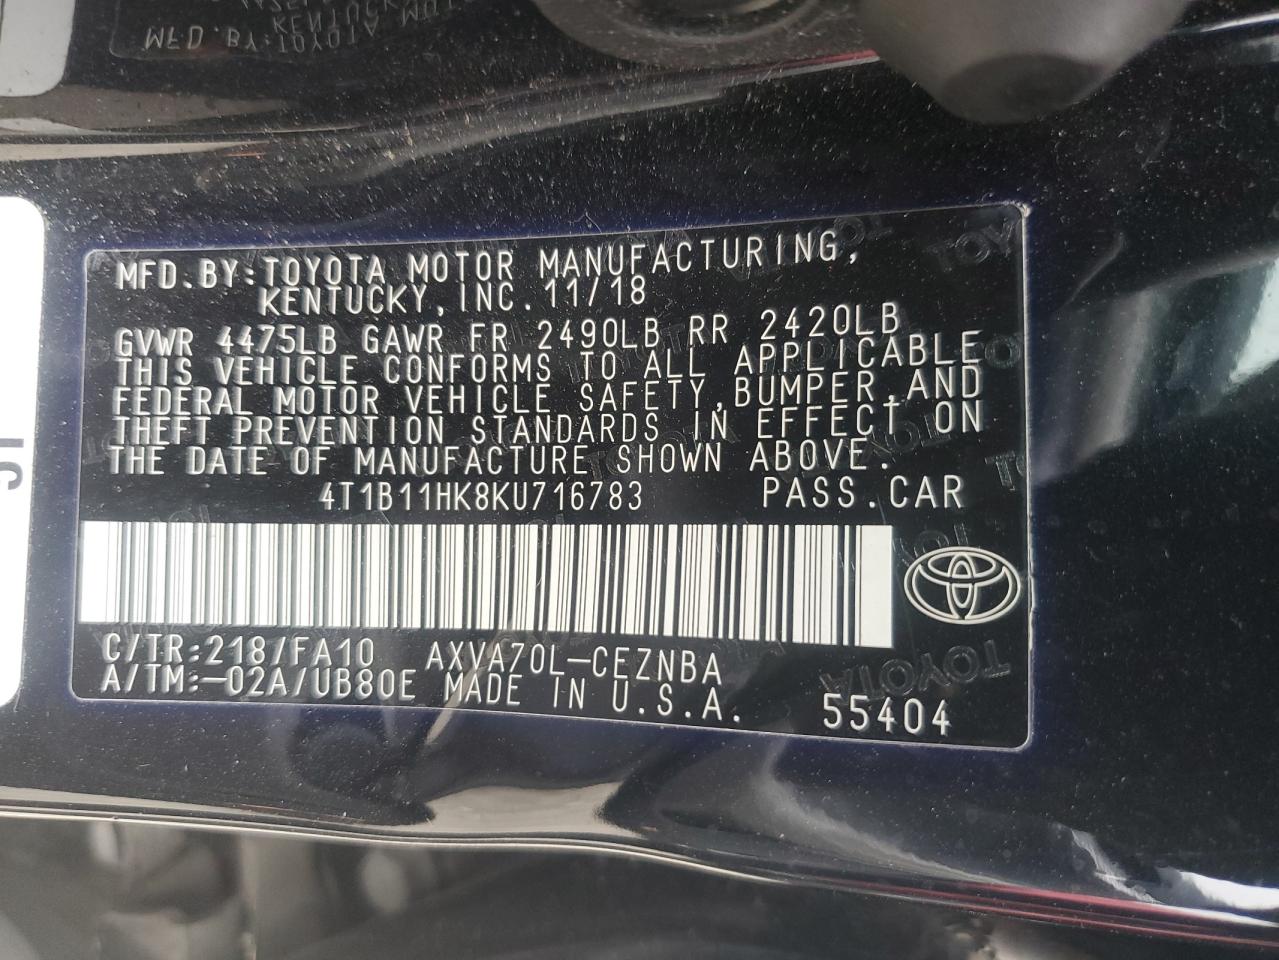 MFD.BY:TOYOTA MOTOR MANUFACTURING,
KENTUCKY,INC.11/18
GVWR 4475LB GAWR FR 2490LB RR 2420LB
THIS VEHICLE CONFORMS TO ALL APPLICABLE
FEDERAL MOTOR VEHICLE SAFETY,BUMPER,AND
THEFT PREVENTION STANDARDS IN EFFECT ON
THE DATE OF MANUFACTURE SHOWN ABOVE.
4T1B11HK8KU716783 PASS.CAR
C/TR:218/FA10 AXVA70L-CEZNBA
A/TM:-02A/UB80E MADE IN U.S.A.
55404